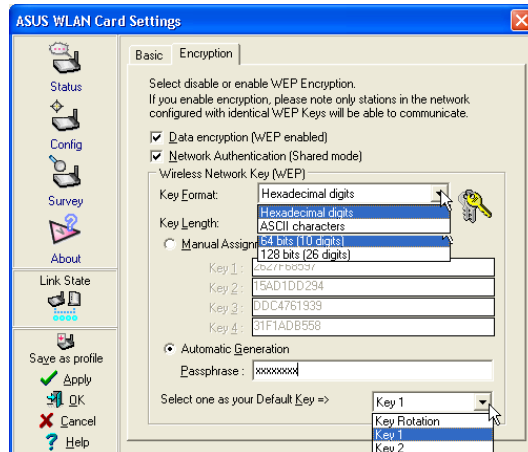 ASUS WLAN Card Settings
Status
Config
Survey
About
Link State
Save as profile
Apply
OK
Cancel
Help
Basic
Encryption
Select disable or enable WEP Encryption.
If you enable encryption, please note only stations in the network
configured with identical WEP Keys will be able to communicate.
Data encryption (WEP enabled)
Network Authentication (Shared mode)
Wireless Network Key (WEP)
Key Format: Hexadecimal digits
Hexadecimal digits
ASCII characters
Key Length:
64 bits (10 digits)
128 bits (26 digits)
Manual Assign
Key 1 : 2627F68597
Key 2 : 15AD1DD294
Key 3 : DDC4761939
Key 4 : 31F1ADB558
Automatic Generation
Passphrase : xxxxxxxx
Select one as your Default Key => Key 1
Key Rotation
Key 1
Key 2